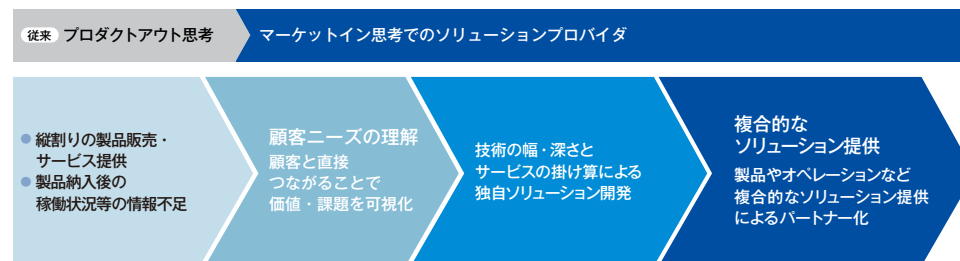 従来 プロダクトアウト思考
マーケットイン思考でのソリューションプロバイダ
● 縦割りの製品販売・
サービス提供
● 製品納入後の
稼働状況等の情報不足
顧客ニーズの理解
顧客と直接
つながることで
価値・課題を可視化
技術の幅・深さと
サービスの掛け算による
独自ソリューション開発
複合的な
ソリューション提供
製品やオペレーションなど
複合的なソリューション提供
によるパートナー化